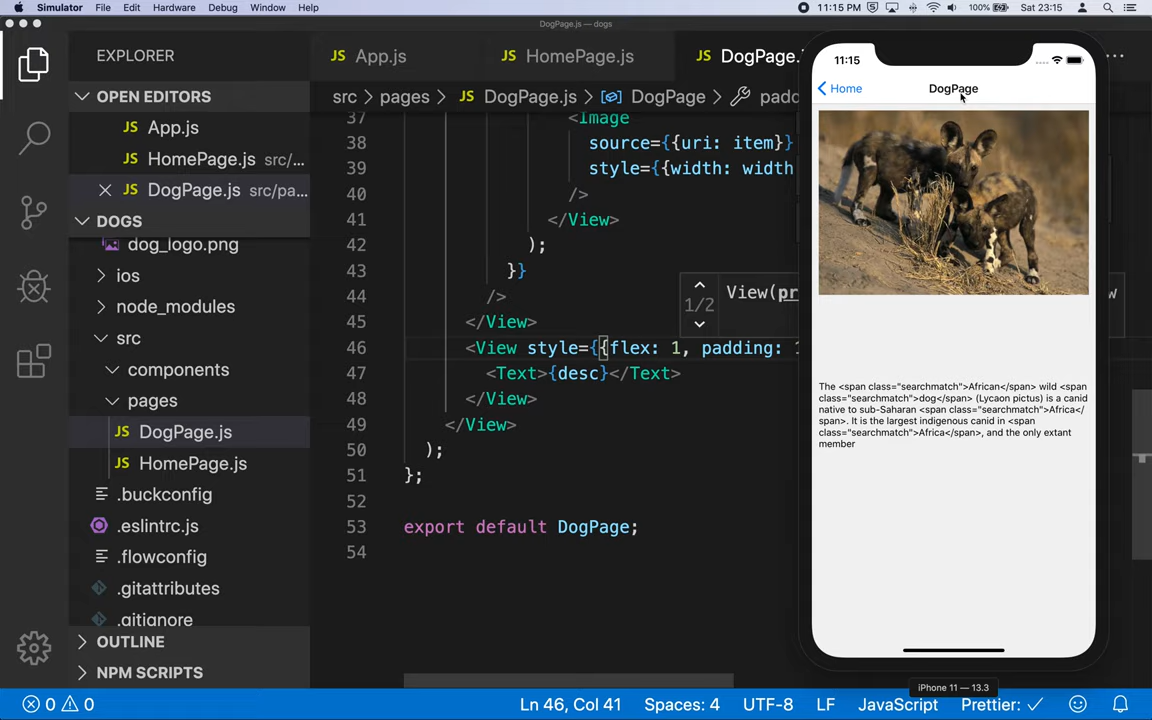 Simulator File Edit Hardware Debug Window Help 11:15 PM 100% Sat 23:15
DogPage.js — dogs
EXPLORER
OPEN EDITORS
JS App.js
JS HomePage.js src/...
JS DogPage.js src/pa...
DOGS
dog_logo.png
ios
node_modules
src
components
pages
JS DogPage.js
JS HomePage.js
.buckconfig
.eslintrc.js
.flowconfig
.gitattributes
.gitignore
OUTLINE
NPM SCRIPTS
JS App.js JS HomePage.js JS DogPage.
src > pages > JS DogPage.js > DogPage > padd
37 <Image
38 source={{uri: item}}
39 style={{width: width
40 />
41 </View>
42 );
43 }}
44 />
45 </View>
46 <View style={{flex: 1, padding: 1
47 <Text>{desc}</Text>
48 </View>
49 </View>
50 );
51 };
52
53 export default DogPage;
54
1/2 View(pr
w
11:15
Home DogPage
The <span class="searchmatch">African</span> wild <span
class="searchmatch">dog</span> (Lycaon pictus) is a canid
native to sub-Saharan <span class="searchmatch">Africa</
span>. It is the largest indigenous canid in <span
class="searchmatch">Africa</span>, and the only extant
member
iPhone 11 — 13.3
0 0 Ln 46, Col 41 Spaces: 4 UTF-8 LF JavaScript Prettier: ✓